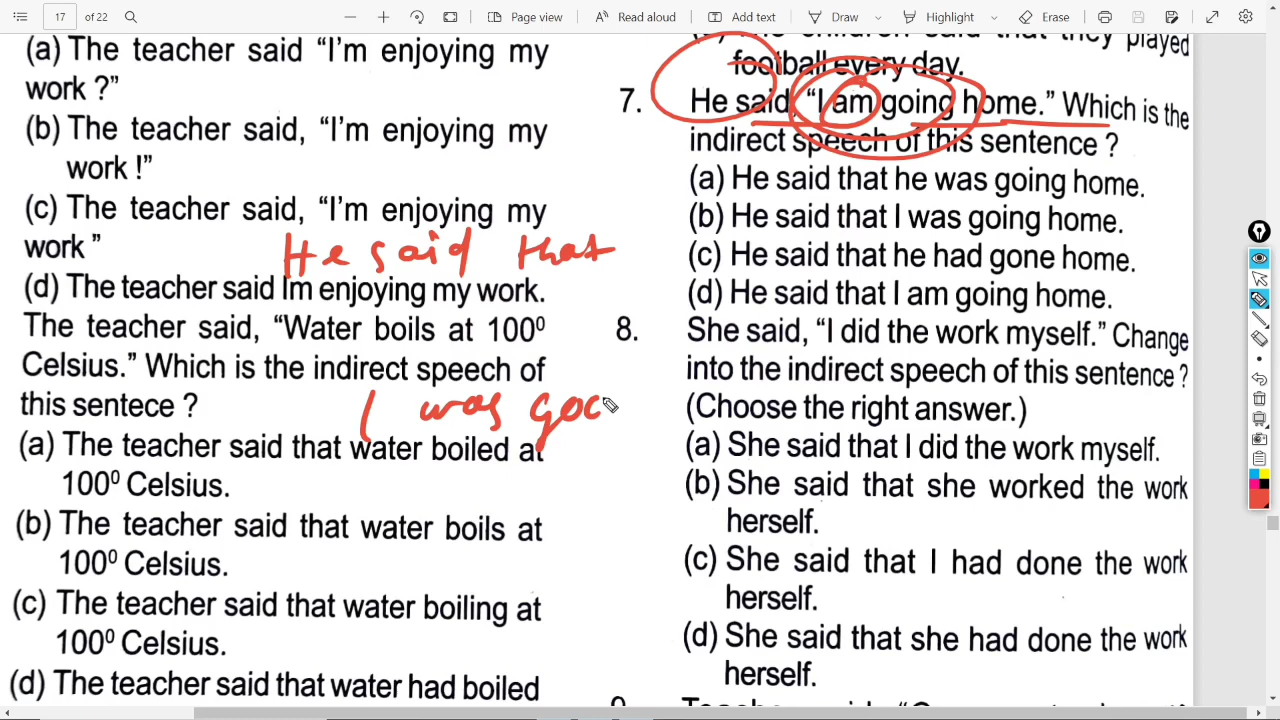 17 of 22
Page view
Read aloud
Add text
Draw
Highlight
Erase
(a) The teacher said “I’m enjoying my
work ?”
(b) The teacher said, “I’m enjoying my
work !”
(c) The teacher said, “I’m enjoying my
work ”
He said that
(d) The teacher said Im enjoying my work.
The teacher said, “Water boils at 100⁰
Celsius.” Which is the indirect speech of
this sentece ?
I was
(a) The teacher said that water boiled at
100⁰ Celsius.
(b) The teacher said that water boils at
100⁰ Celsius.
(c) The teacher said that water boiling at
100⁰ Celsius.
(d) The teacher said that water had boiled
said that they played
football every day.
7. He said, “I am going home.” Which is the
indirect speech of this sentence ?
(a) He said that he was going home.
(b) He said that I was going home.
(c) He said that he had gone home.
(d) He said that I am going home.
8. She said, “I did the work myself.” Change
into the indirect speech of this sentence ?
(Choose the right answer.)
(a) She said that I did the work myself.
(b) She said that she worked the work
herself.
(c) She said that I had done the work
herself.
(d) She said that she had done the work
herself.